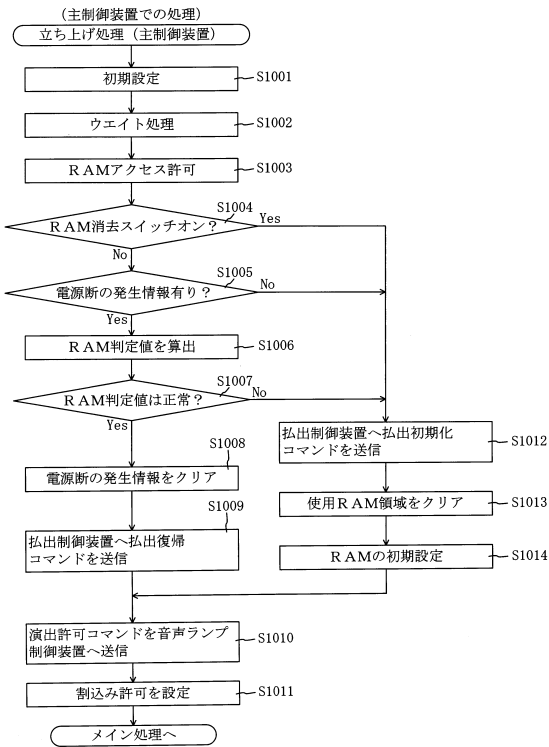 (主制御装置での処理)
立ち上げ処理(主制御装置)
初期設定
S1001
ウエイト処理
S1002
RAMアクセス許可
S1003
RAM消去スイッチオン?
S1004
Yes
No
電源断の発生情報有り?
S1005
No
Yes
RAM判定値を算出
S1006
RAM判定値は正常?
S1007
No
Yes
電源断の発生情報をクリア
S1008
払出制御装置へ払出復帰
コマンドを送信
S1009
払出制御装置へ払出初期化
コマンドを送信
S1012
使用RAM領域をクリア
S1013
RAMの初期設定
S1014
演出許可コマンドを音声ランプ
制御装置へ送信
S1010
割込み許可を設定
S1011
メイン処理へ